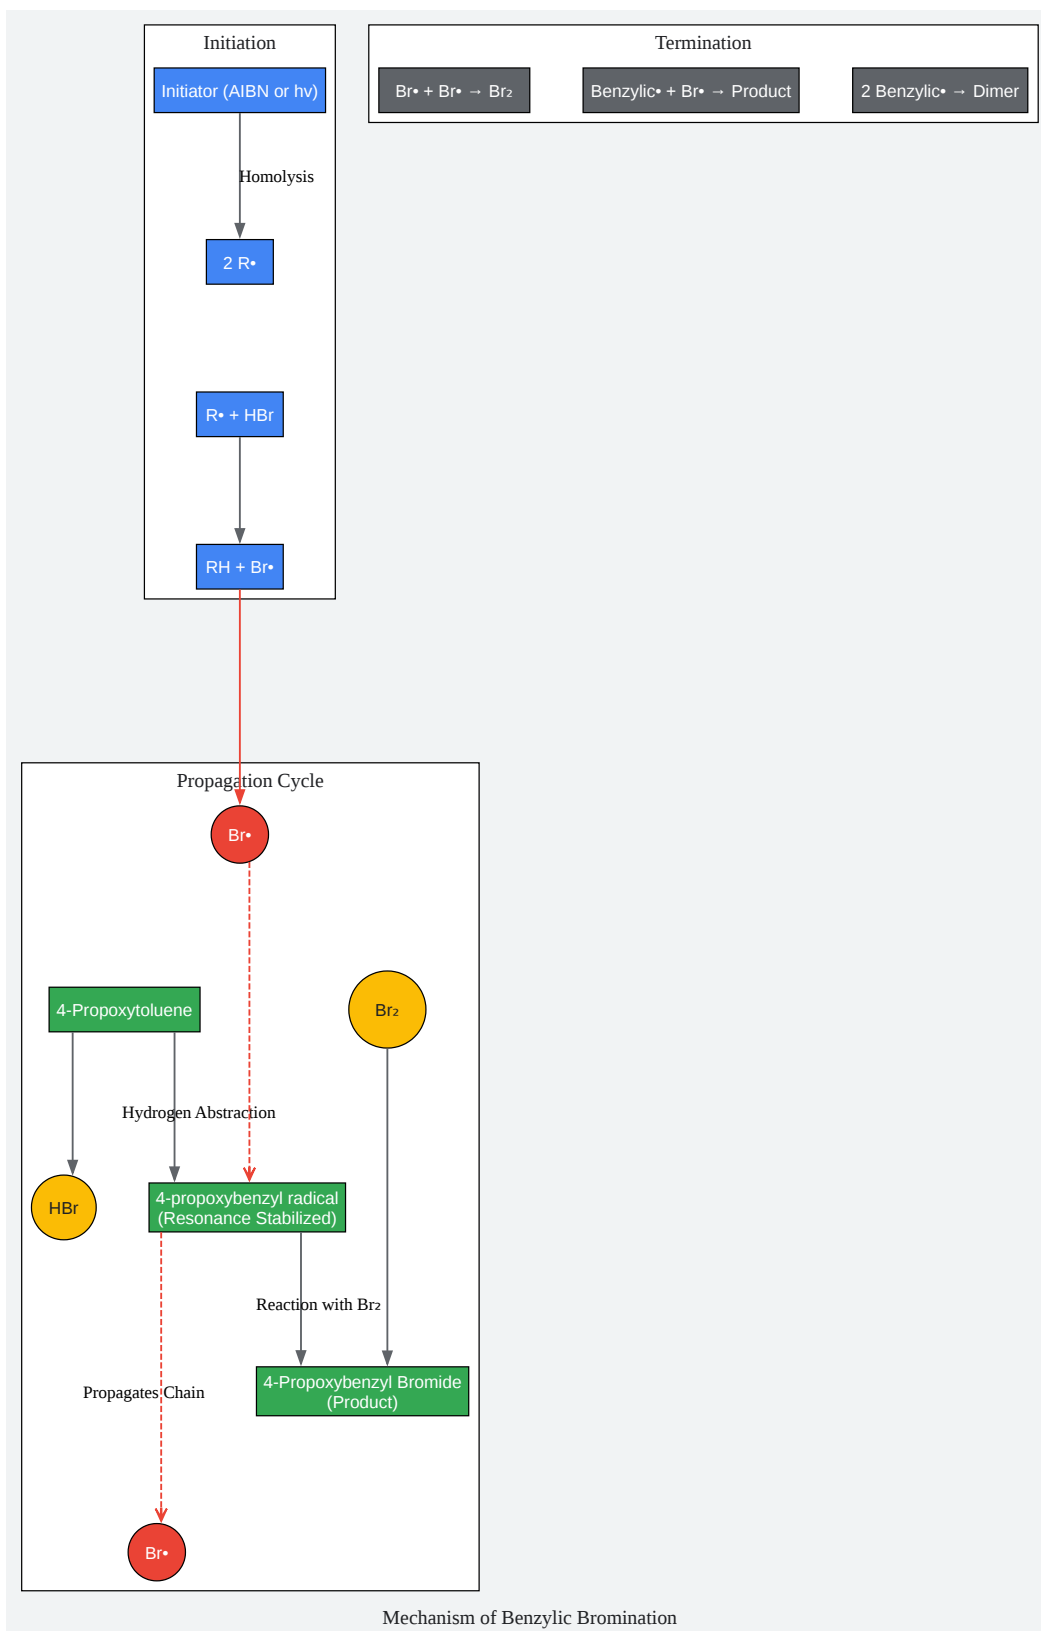 Initiation
Initiator (AIBN or hv)
Homolysis
2 R•
R• + HBr
RH + Br•
Termination
Br• + Br• → Br₂
Benzylic• + Br• → Product
2 Benzylic• → Dimer
Propagation Cycle
Br•
4-Propoxytoluene
Br₂
Hydrogen Abstraction
HBr
4-propoxybenzyl radical
(Resonance Stabilized)
Reaction with Br₂
4-Propoxybenzyl Bromide
(Product)
Propagates Chain
Br•
Mechanism of Benzylic Bromination